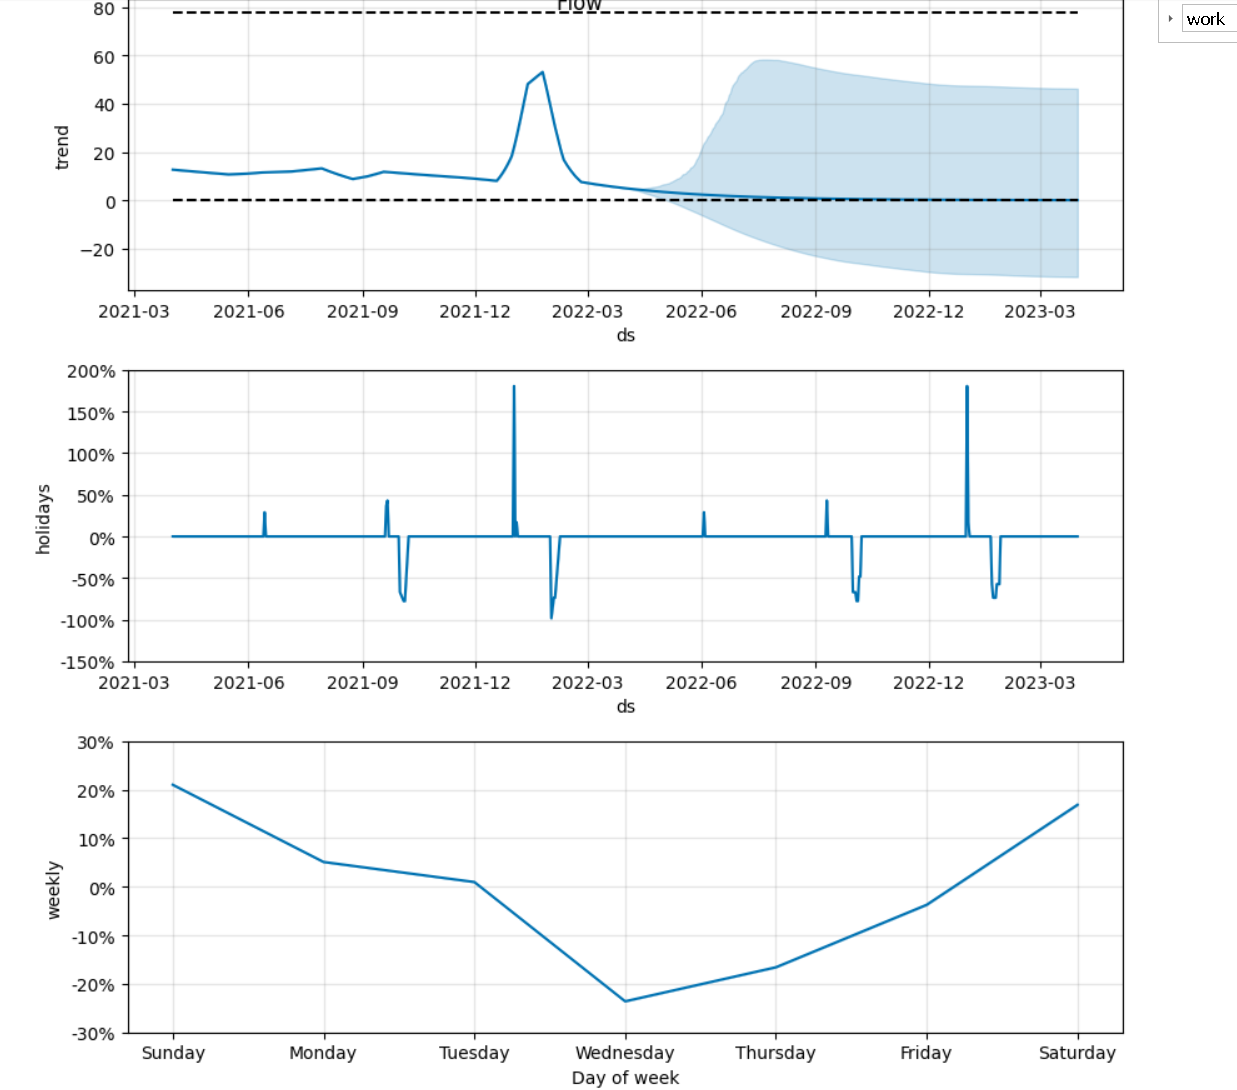 Flow
work
80
60
40
20
0
−20
trend
2021-03 2021-06 2021-09 2021-12 2022-03 2022-06 2022-09 2022-12 2023-03
ds
200%
150%
100%
50%
0%
-50%
-100%
-150%
holidays
2021-03 2021-06 2021-09 2021-12 2022-03 2022-06 2022-09 2022-12 2023-03
ds
30%
20%
10%
0%
-10%
-20%
-30%
weekly
Sunday Monday Tuesday Wednesday Thursday Friday Saturday
Day of week